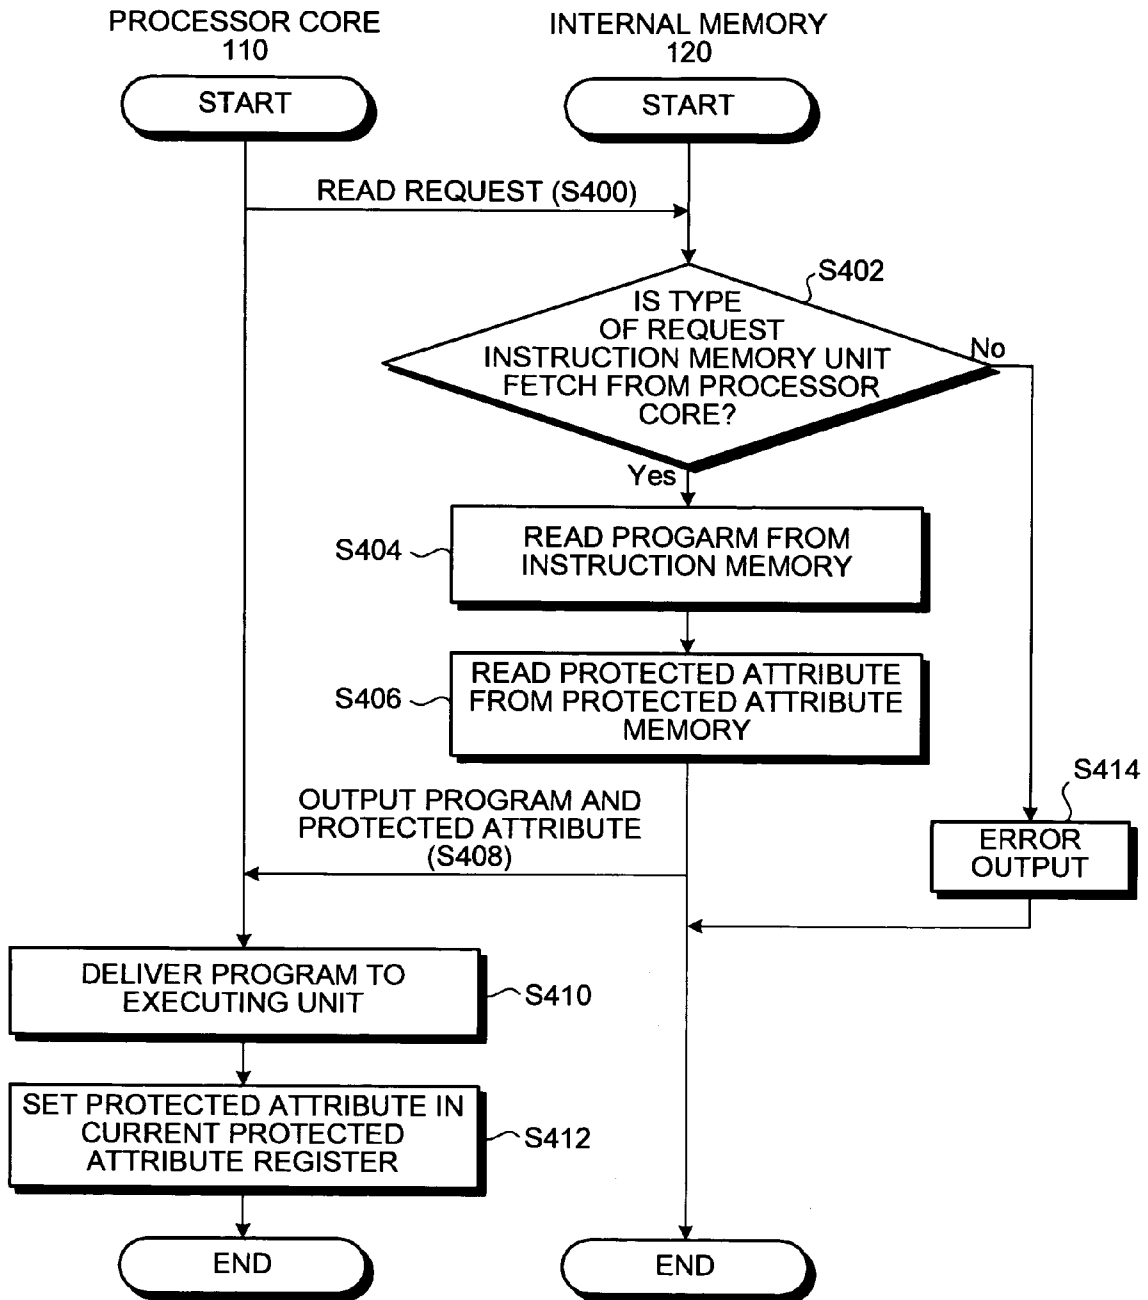 PROCESSOR CORE
110
INTERNAL MEMORY
120
START
START
READ REQUEST (S400)
S402
IS TYPE
OF REQUEST
INSTRUCTION MEMORY UNIT
FETCH FROM PROCESSOR
CORE?
No
Yes
S404
READ PROGARM FROM
INSTRUCTION MEMORY
S406
READ PROTECTED ATTRIBUTE
FROM PROTECTED ATTRIBUTE
MEMORY
S414
OUTPUT PROGRAM AND
PROTECTED ATTRIBUTE
(S408)
ERROR
OUTPUT
DELIVER PROGRAM TO
EXECUTING UNIT
S410
SET PROTECTED ATTRIBUTE IN
CURRENT PROTECTED
ATTRIBUTE REGISTER
S412
END
END